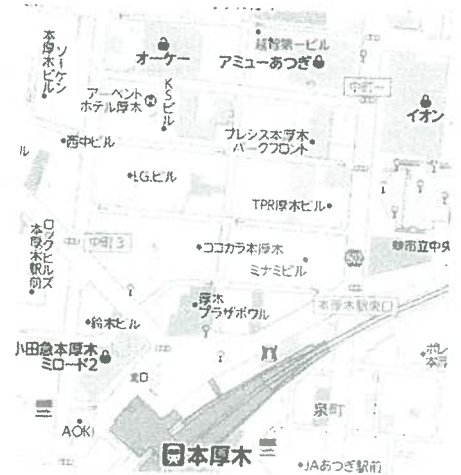 本厚木ビル
ソーケン
オーケー
越智第一ビル
アミューあつぎ
KSビル
アーベント
ホテル厚木
中町一
イオン
西中ビル
プレシス本厚木
パークフロント
ル
I.G.ビル
TPR厚木ビル
ロックヒルズ
本厚木駅前
中町3
ココカラ本厚木
ミナミビル
市立中央
厚木
プラザボウル
本厚木駅東口
鈴木ビル
小田急本厚木
ミロード2
北口
AOKI
泉町
本厚木
JAあつぎ駅前